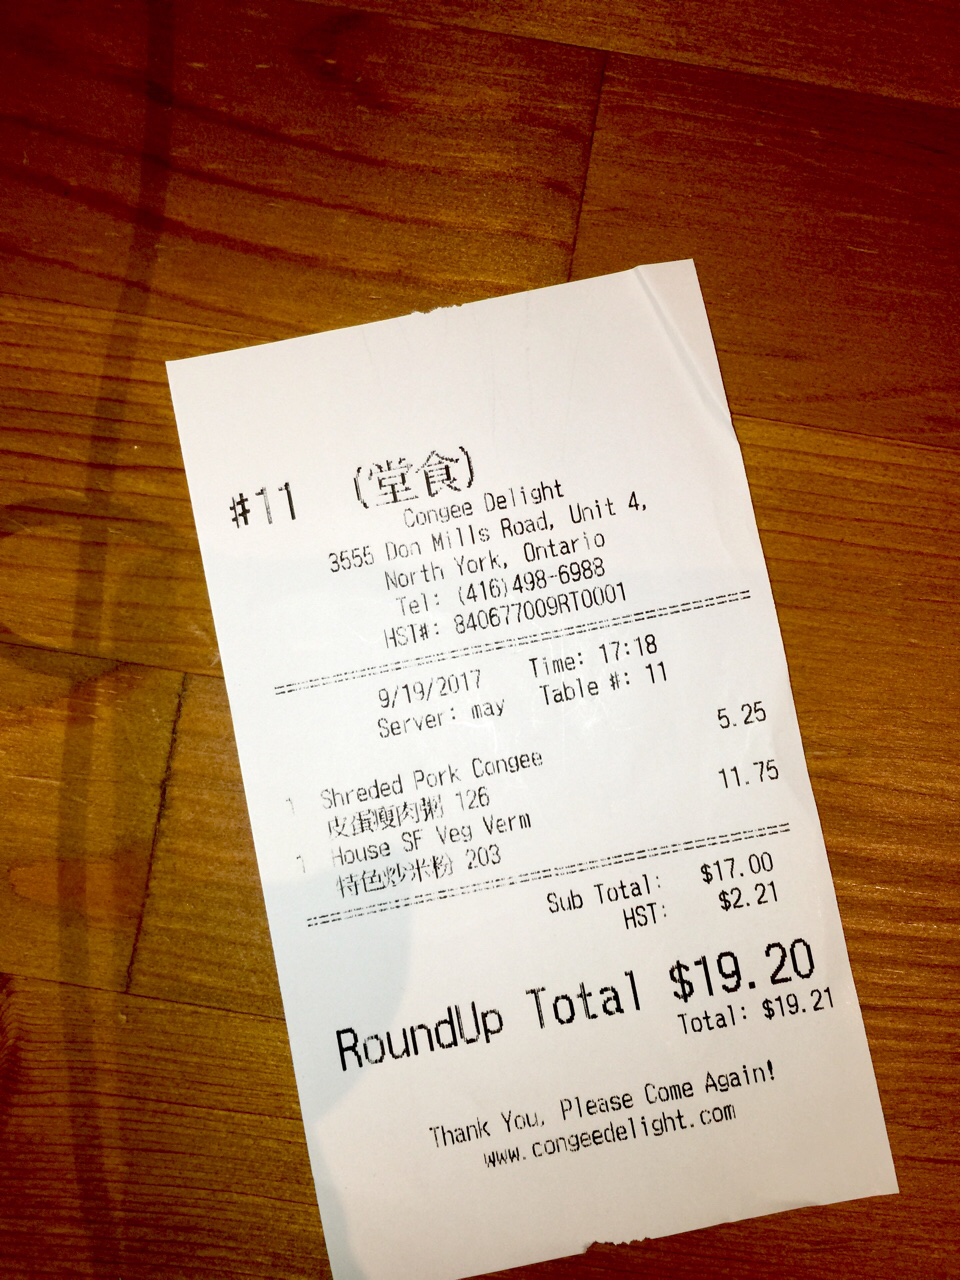 #11 (堂食)
Congee Delight
3555 Don Mills Road, Unit 4,
North York, Ontario
Tel: (416)498-6988
HST#: 840677009RT0001
9/19/2017 Time: 17:18
Server: may Table #: 11
5.25
1 Shreded Pork Congee
皮蛋瘦肉粥 126
11.75
1 House SF Veg Verm
特色炒米粉 203
Sub Total: $17.00
HST: $2.21
RoundUp Total $19.20
Total: $19.21
Thank You, Please Come Again!
www.congeedelight.com